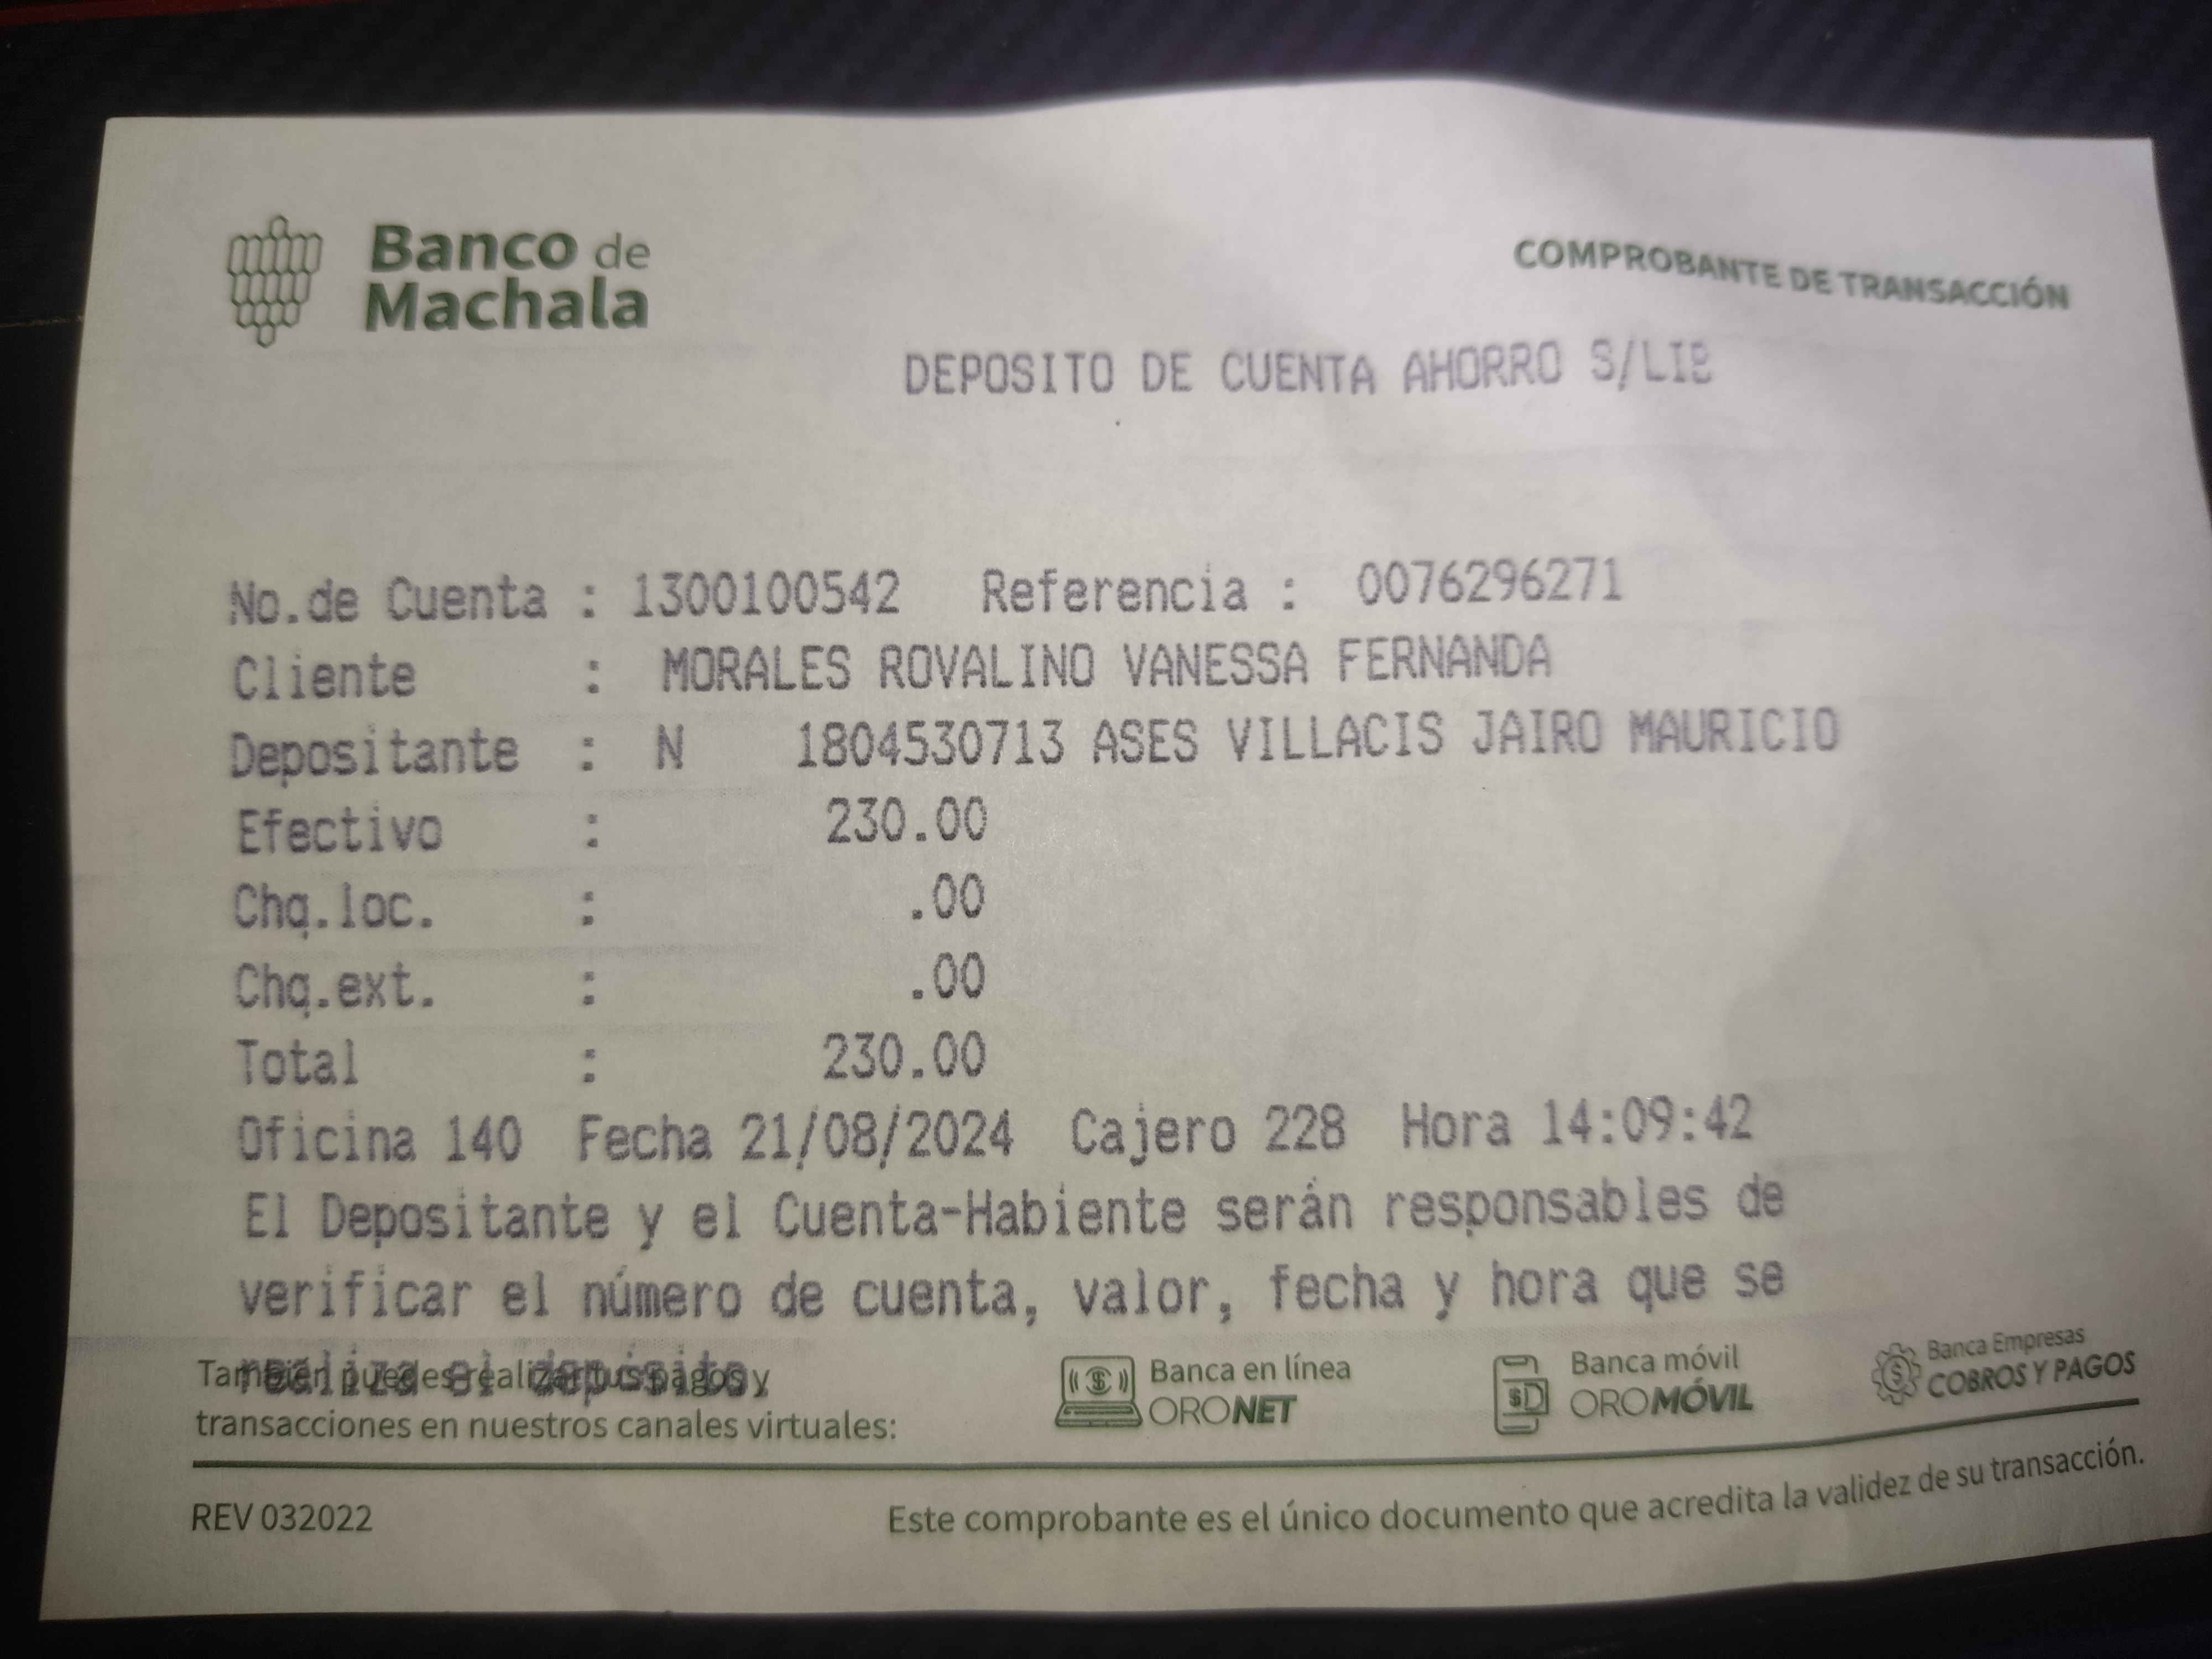 Banco de
Machala
COMPROBANTE DE TRANSACCIÓN
DEPOSITO DE CUENTA AHORRO S/LIB
No.de Cuenta : 1300100542 Referencia : 0076296271
Cliente : MORALES ROVALINO VANESSA FERNANDA
Depositante : N 1804530713 ASES VILLACIS JAIRO MAURICIO
Efectivo : 230.00
Chq.loc. : .00
Chq.ext. : .00
Total : 230.00
Oficina 140 Fecha 21/08/2024 Cajero 228 Hora 14:09:42
El Depositante y el Cuenta-Habiente serán responsables de
verificar el número de cuenta, valor, fecha y hora que se
realiza el depósito.
También puedes realizar tus pagos y
transacciones en nuestros canales virtuales:
Banca en línea
ORONET
Banca móvil
OROMÓVIL
Banca Empresas
COBROS Y PAGOS
REV 032022
Este comprobante es el único documento que acredita la validez de su transacción.